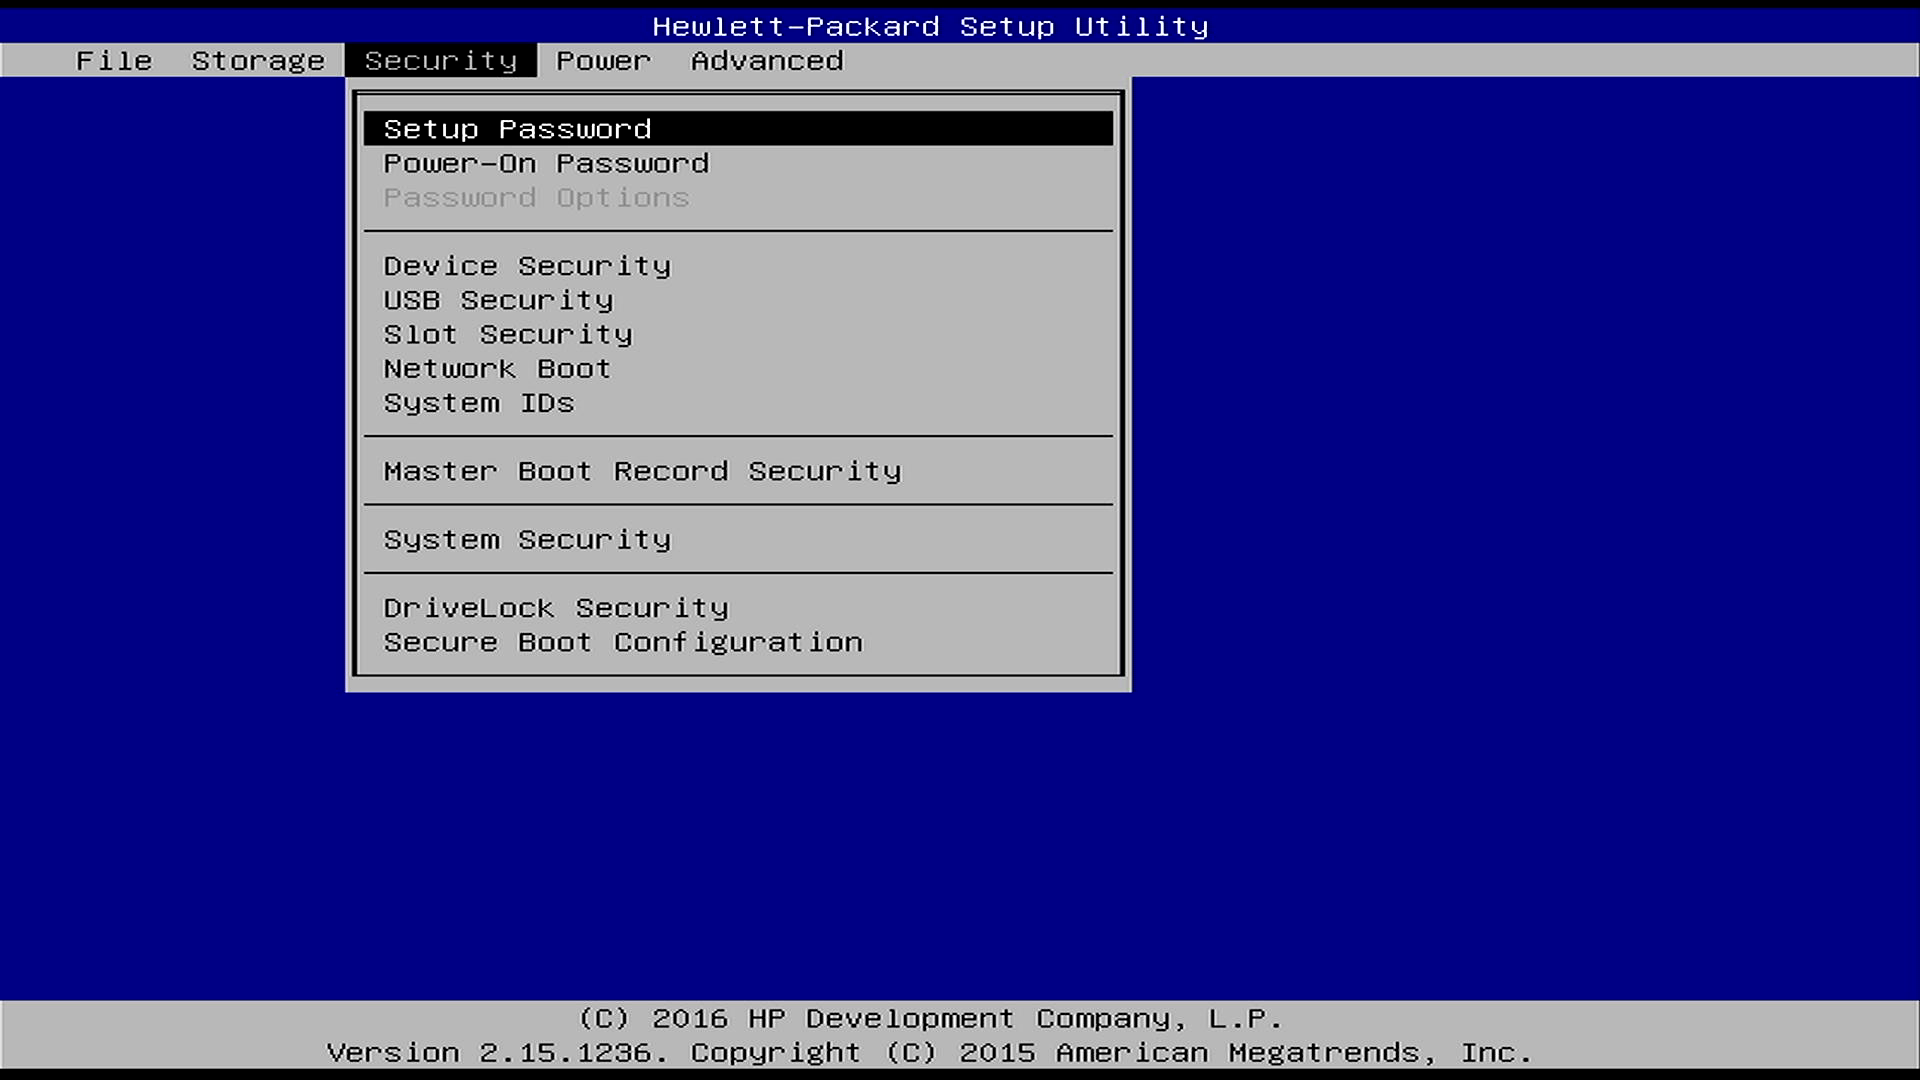 Hewlett-Packard Setup Utility
File Storage Security Power Advanced
Setup Password
Power-On Password
Password Options
Device Security
USB Security
Slot Security
Network Boot
System IDs
Master Boot Record Security
System Security
DriveLock Security
Secure Boot Configuration
(C) 2016 HP Development Company, L.P.
Version 2.15.1236. Copyright (C) 2015 American Megatrends, Inc.